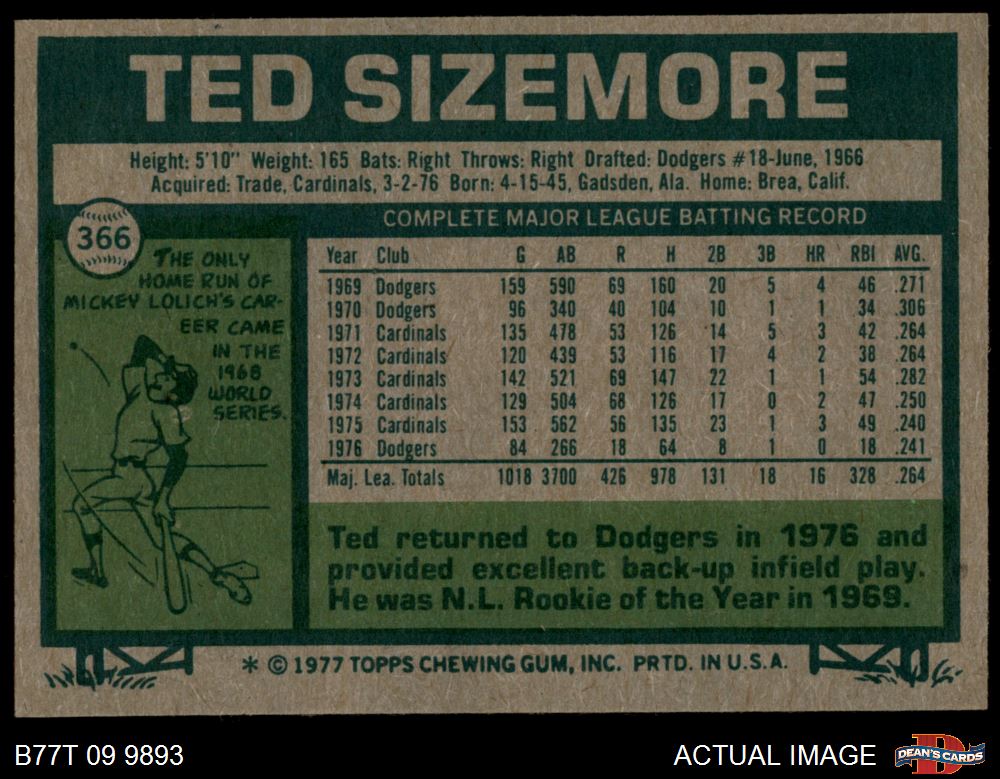 TED SIZEMORE
Height: 5'10" Weight: 165 Bats: Right Throws: Right Drafted: Dodgers #18-June, 1966
Acquired: Trade, Cardinals, 3-2-76 Born: 4-15-45, Gadsden, Ala. Home: Brea, Calif.
366
THE ONLY
HOME RUN OF
MICKEY LOLICH'S CAR-
EER CAME
IN THE
1968
WORLD
SERIES.
COMPLETE MAJOR LEAGUE BATTING RECORD
Year Club G AB R H 2B 3B HR RBI AVG.
1969 Dodgers 159 590 69 160 20 5 4 46 .271
1970 Dodgers 96 340 40 104 10 1 1 34 .306
1971 Cardinals 135 478 53 126 14 5 3 42 .264
1972 Cardinals 120 439 53 116 17 4 2 38 .264
1973 Cardinals 142 521 69 147 22 1 1 54 .282
1974 Cardinals 129 504 68 126 17 0 2 47 .250
1975 Cardinals 153 562 56 135 23 1 3 49 .240
1976 Dodgers 84 266 18 64 8 1 0 18 .241
Maj. Lea. Totals 1018 3700 426 978 131 18 16 328 .264
Ted returned to Dodgers in 1976 and
provided excellent back-up infield play.
He was N.L. Rookie of the Year in 1969.
* © 1977 TOPPS CHEWING GUM, INC. PRTD. IN U.S.A.
B77T 09 9893
ACTUAL IMAGE
D
DEAN'S CARDS